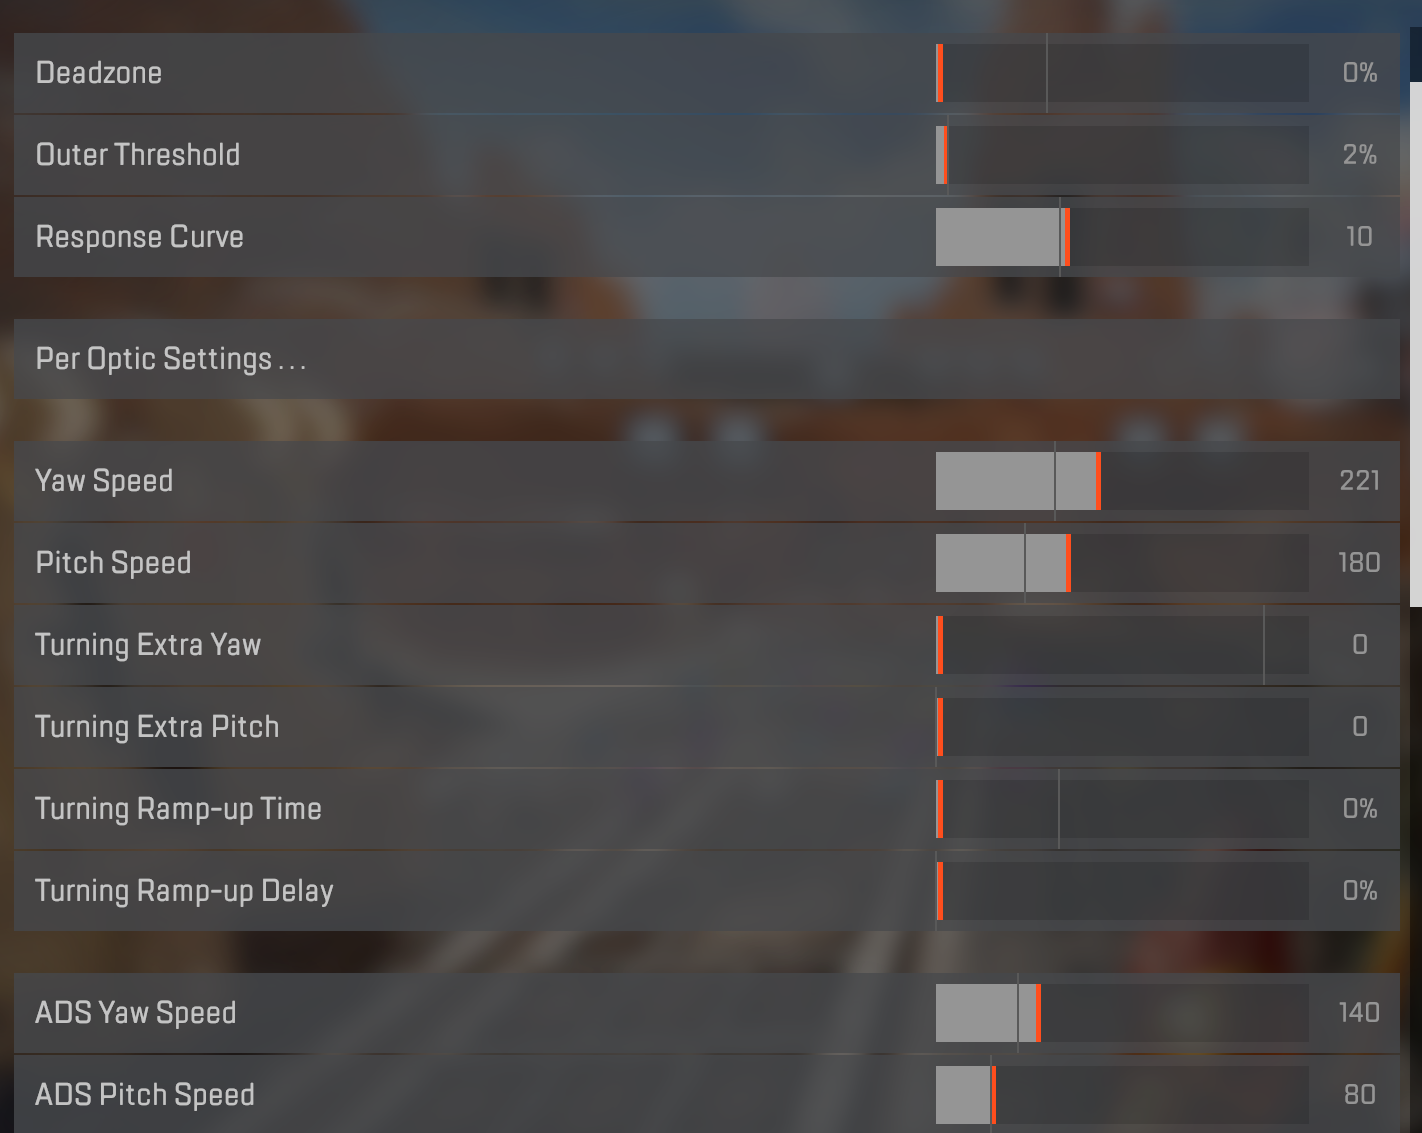 Deadzone 0%
Outer Threshold 2%
Response Curve 10
Per Optic Settings...
Yaw Speed 221
Pitch Speed 180
Turning Extra Yaw 0
Turning Extra Pitch 0
Turning Ramp-up Time 0%
Turning Ramp-up Delay 0%
ADS Yaw Speed 140
ADS Pitch Speed 80